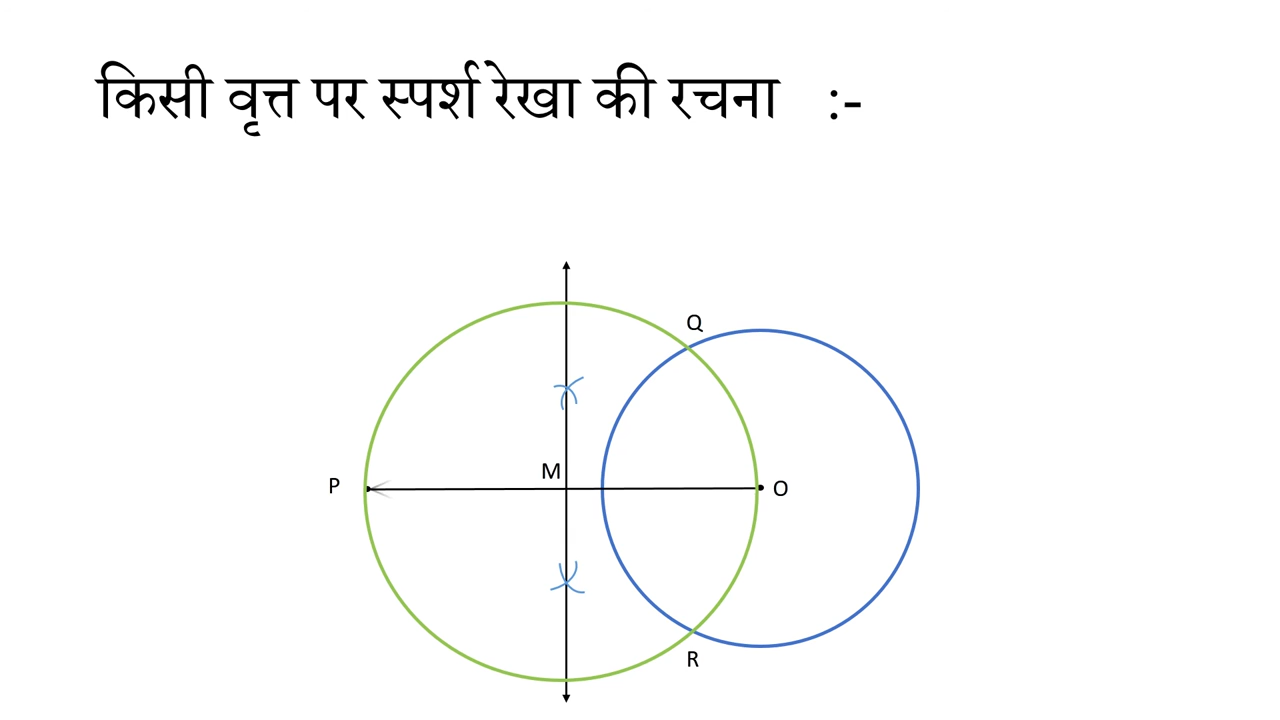 किसी वृत्त पर स्पर्श रेखा की रचना :-
Q
M
P
O
R